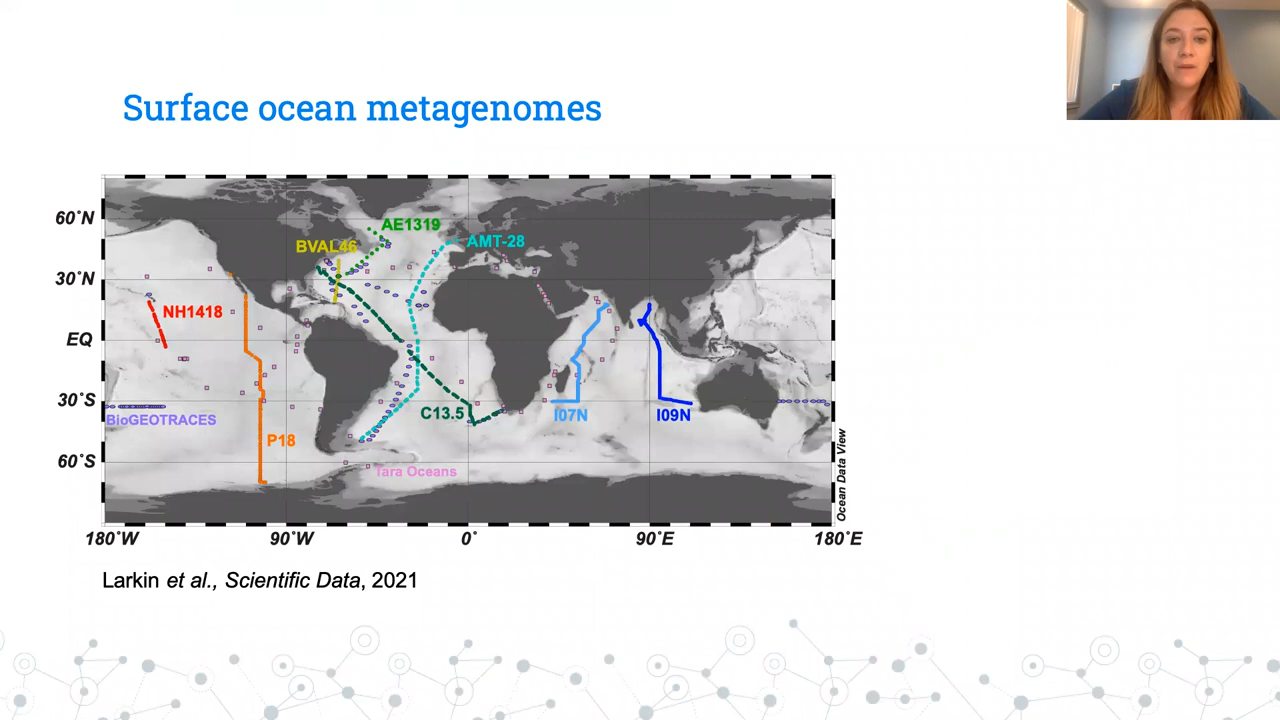 Surface ocean metagenomes
60°N
30°N
EQ
30°S
60°S
AE1319
BVAL46
AMT-28
NH1418
C13.5
I07N
I09N
BioGEOTRACES
P18
Tara Oceans
Ocean Data View
180°W
90°W
0°
90°E
180°E
Larkin et al., Scientific Data, 2021